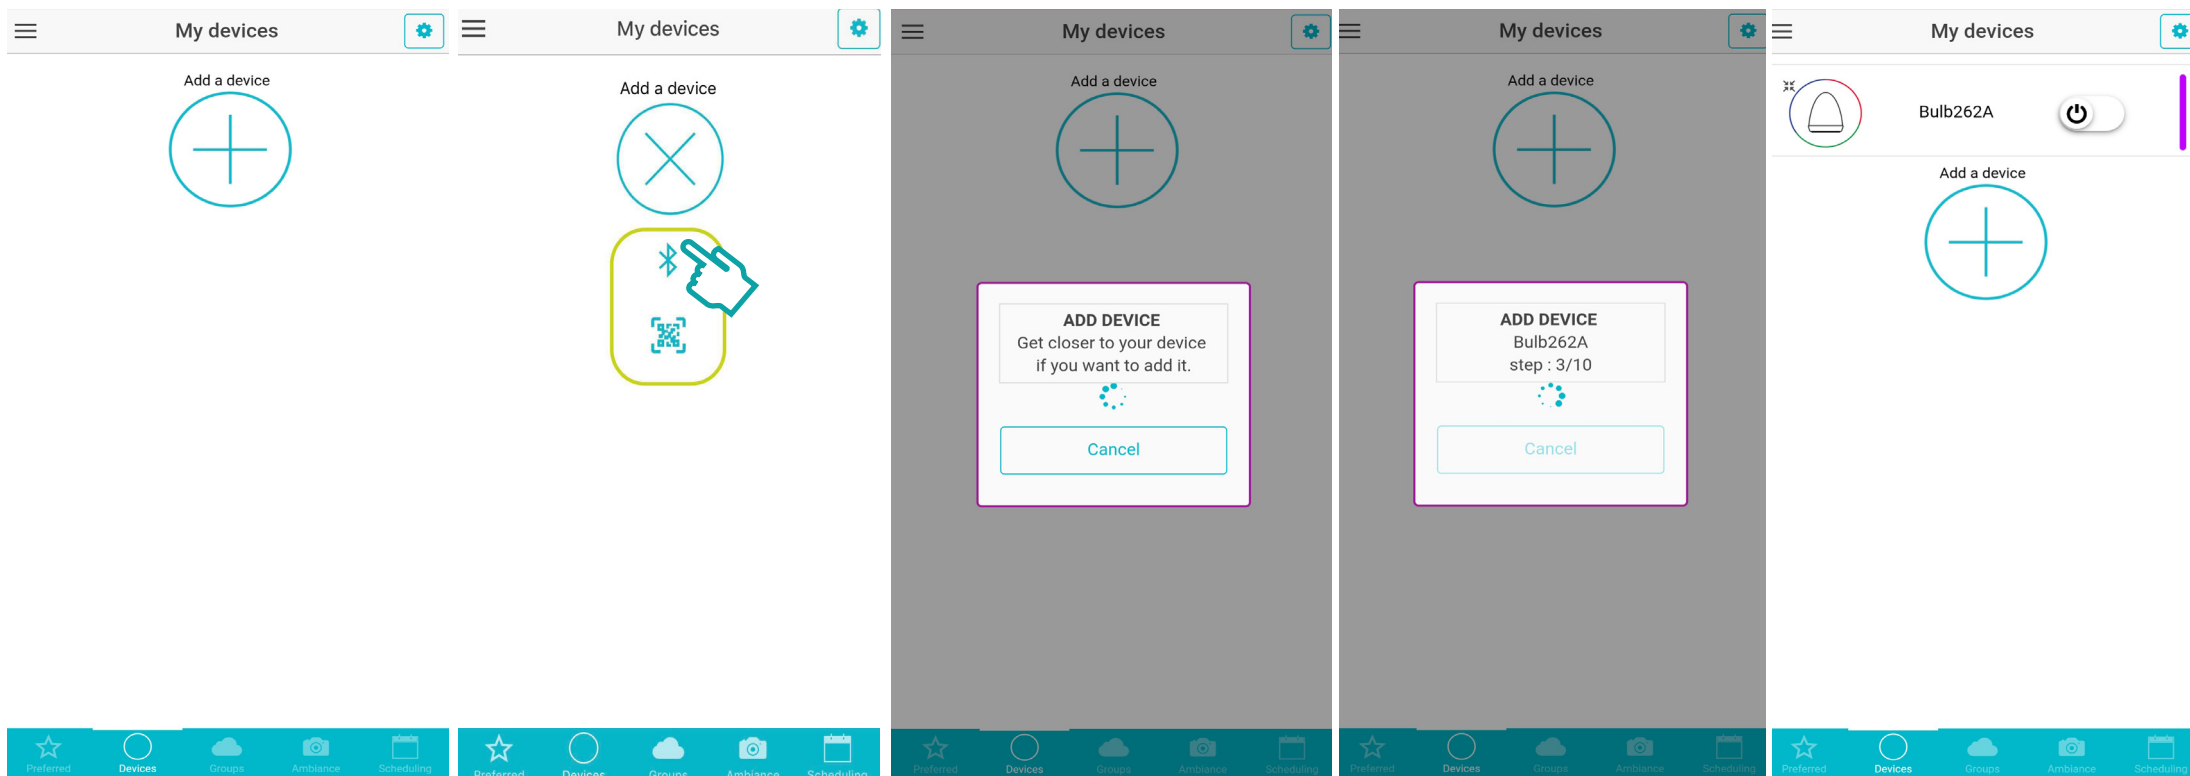 My devices
Add a device
Preferred
Devices
Groups
Ambiance
Scheduling
My devices
Add a device
Preferred
Devices
Groups
Ambiance
Scheduling
My devices
Add a device
ADD DEVICE
Get closer to your device
if you want to add it.
Cancel
Preferred
Devices
Groups
Ambiance
Scheduling
My devices
Add a device
ADD DEVICE
Bulb262A
step : 3/10
Cancel
Preferred
Devices
Groups
Ambiance
Scheduling
My devices
Bulb262A
Add a device
Preferred
Devices
Groups
Ambiance
Scheduling